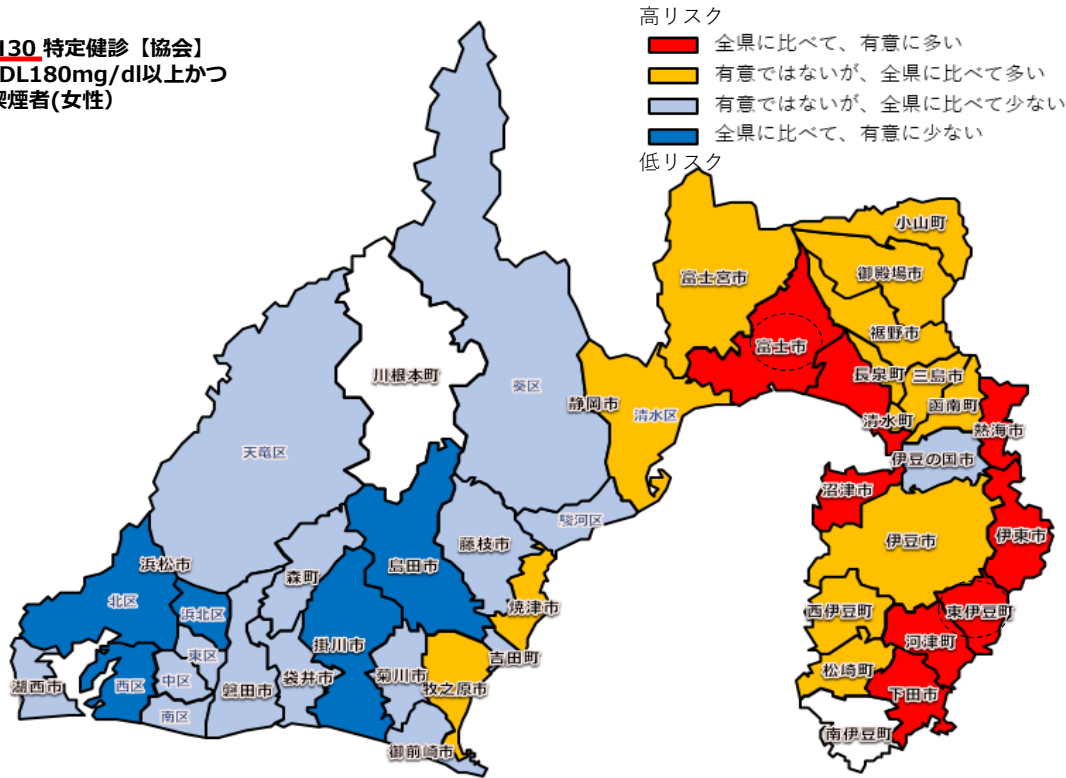 H30 特定健診【協会】
LDL180mg/dl以上かつ
喫煙者(女性)
高リスク
全県に比べて、有意に多い
有意ではないが、全県に比べて多い
有意ではないが、全県に比べて少ない
全県に比べて、有意に少ない
低リスク
小山町
富士宮市
御殿場市
裾野市
富士市
川根本町
長泉町
三島市
静岡市
清水区
葵区
函南町
清水町
熱海市
天竜区
伊豆の国市
沼津市
駿河区
伊東市
藤枝市
伊豆市
浜松市
島田市
森町
北区
焼津市
西伊豆町
東伊豆町
浜北区
掛川市
河津町
東区
吉田町
松崎町
中区
菊川市
袋井市
湖西市
西区
磐田市
牧之原市
下田市
南区
南伊豆町
御前崎市